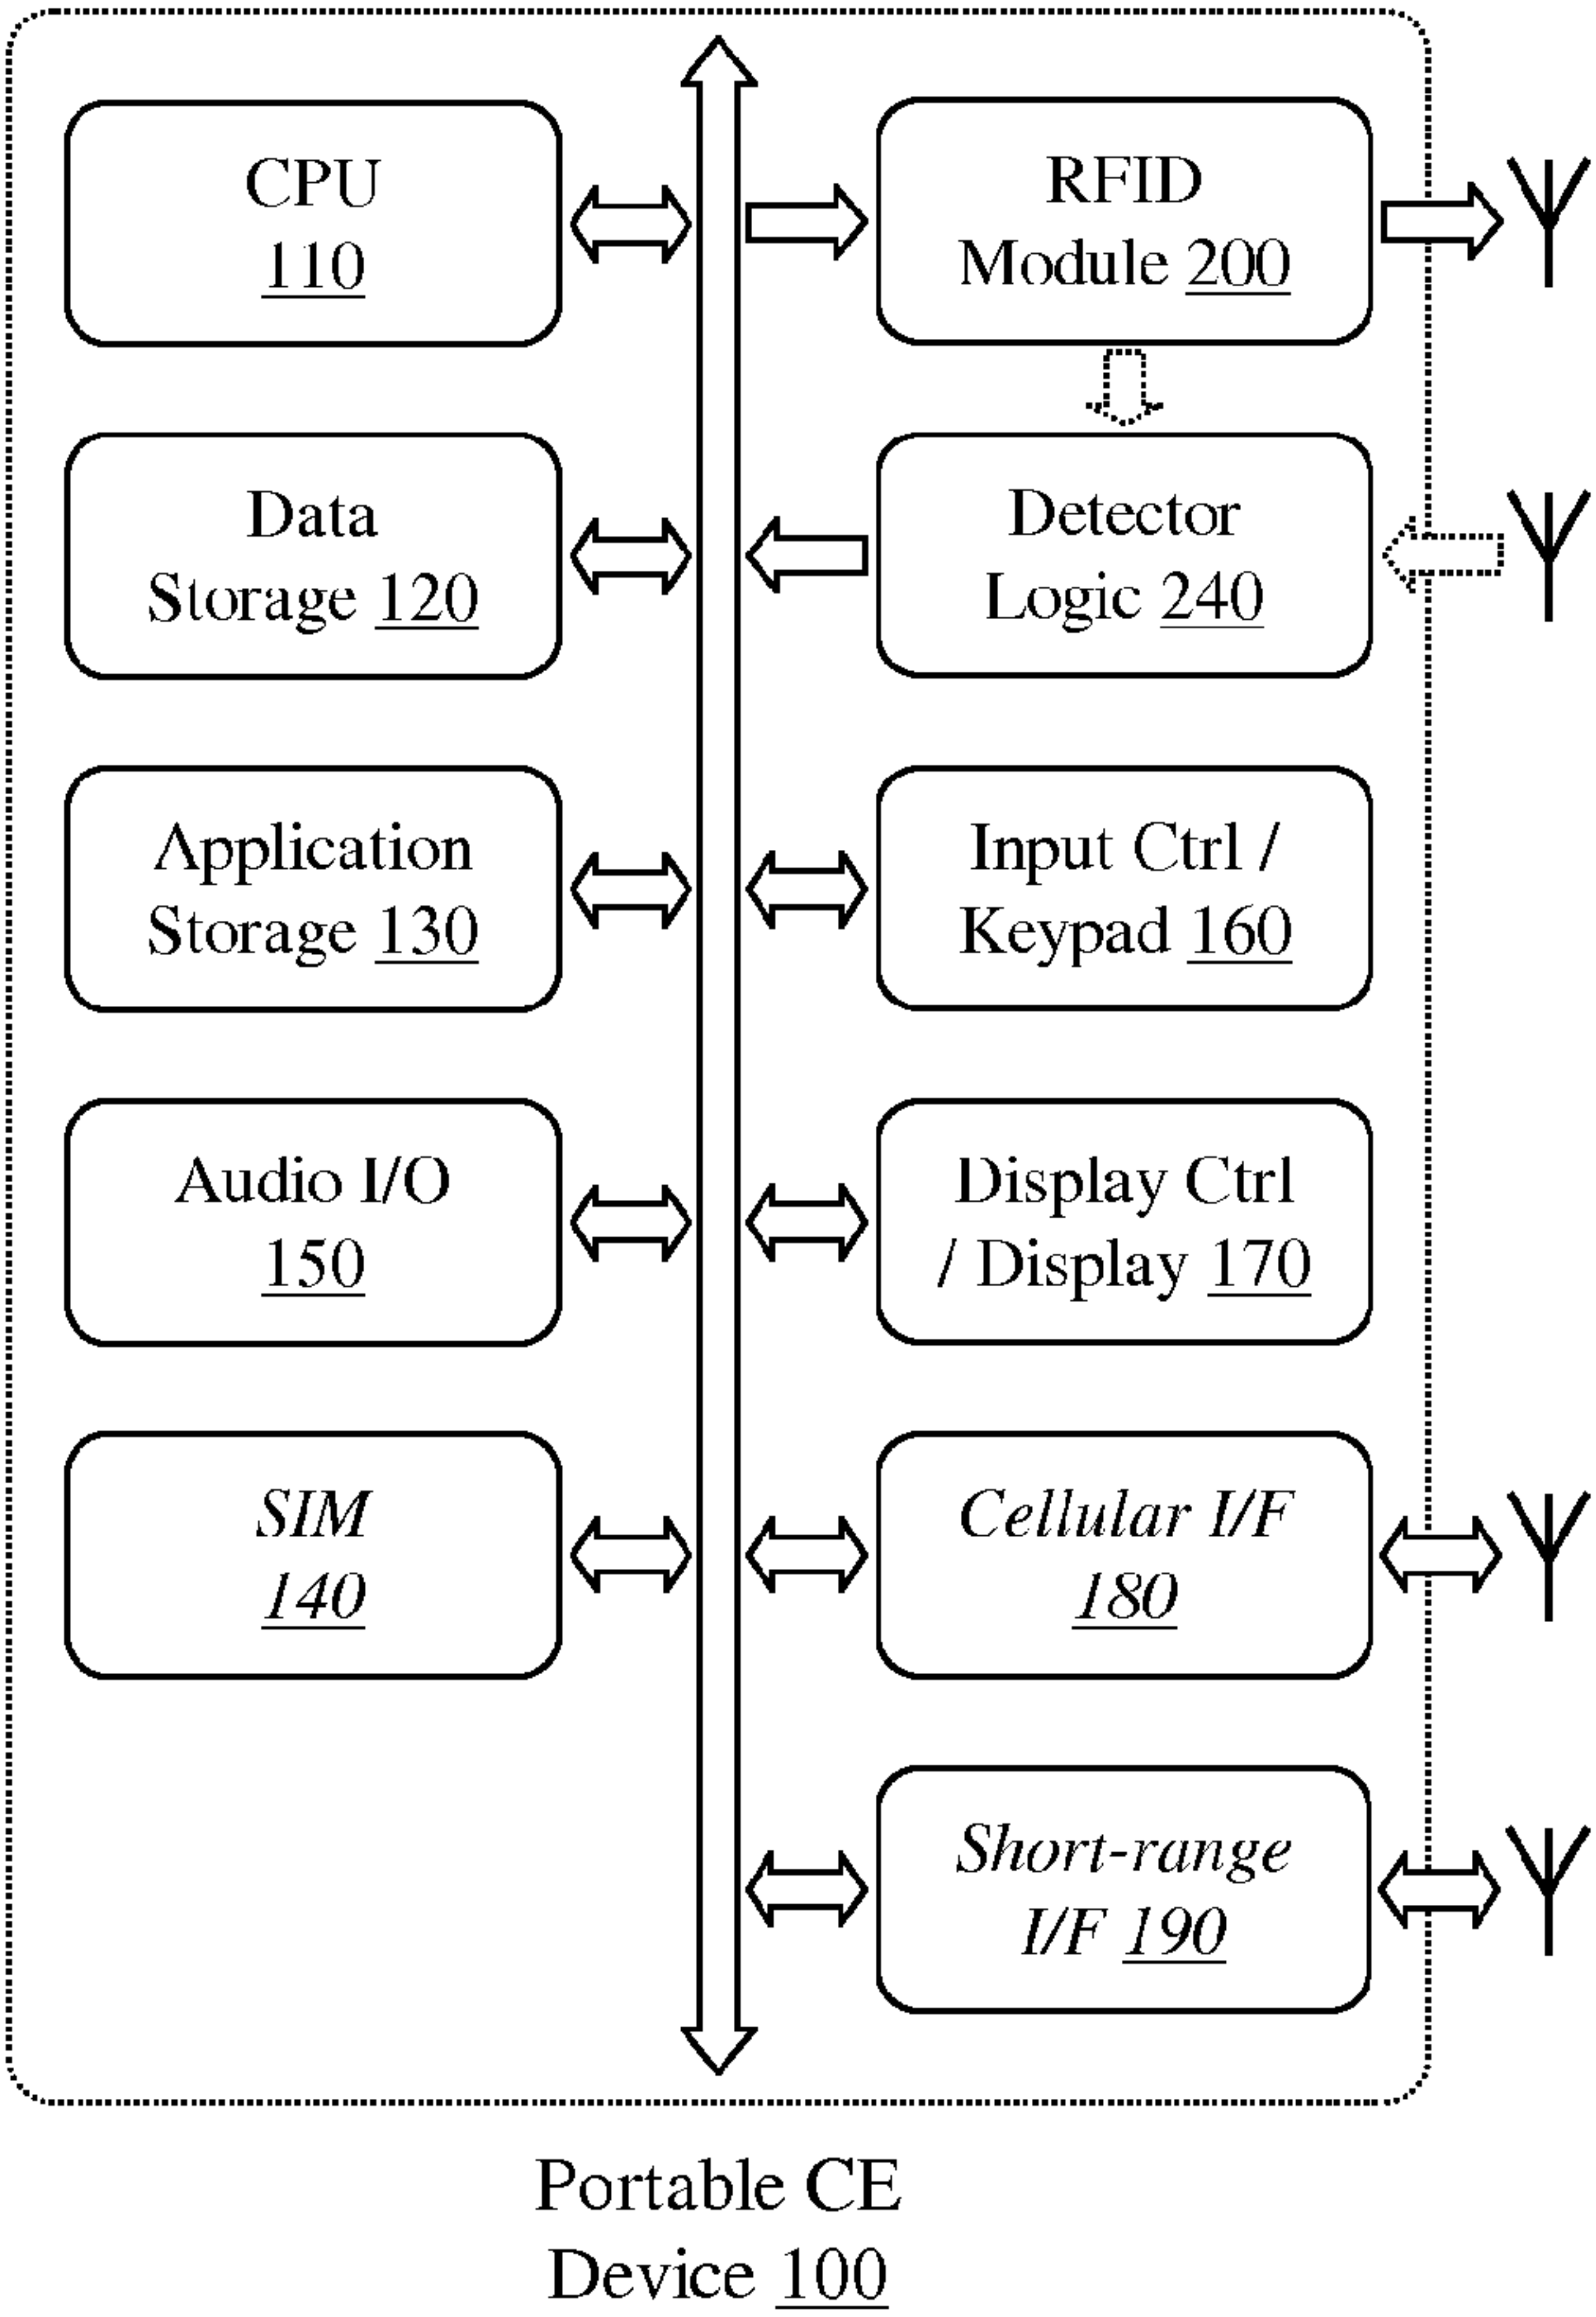 CPU
110
RFID
Module 200
Data
Storage 120
Detector
Logic 240
Application
Storage 130
Input Ctrl /
Keypad 160
Audio I/O
150
Display Ctrl
/ Display 170
SIM
140
Cellular I/F
180
Short-range
I/F 190
Portable CE
Device 100